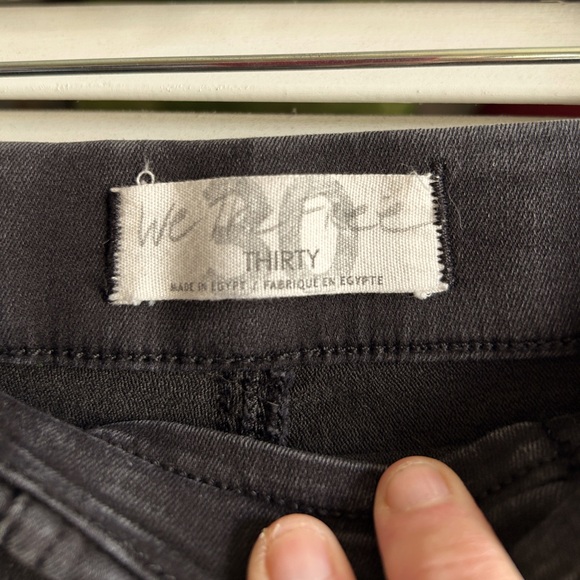 We The Free
30
THIRTY
MADE IN EGYPT / FABRIQUE EN EGYPTE